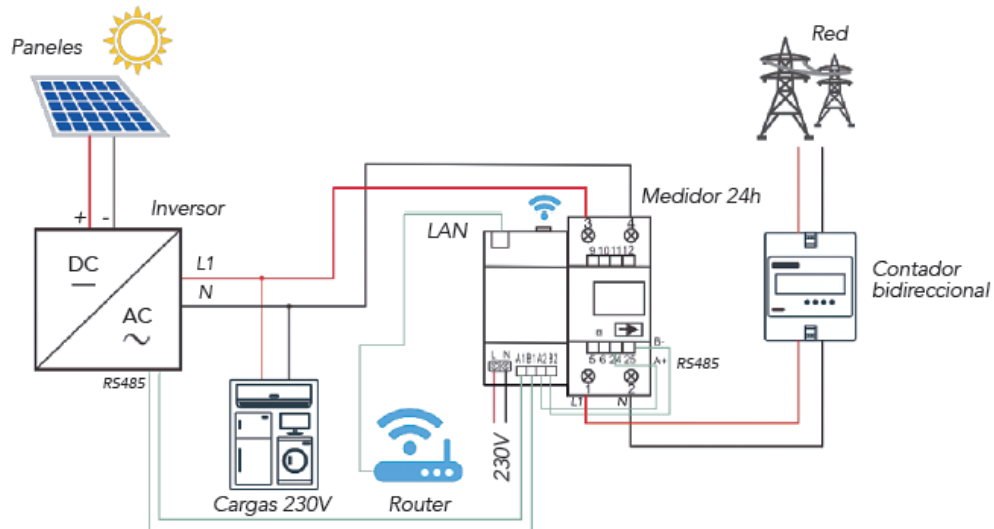 Paneles
Red
+ -
Inversor
Medidor 24h
LAN
3 4
9 10 11 12
DC
AC
L1
N
Contador
bidireccional
L N
A1 B1 A2 B2
B-
A+
RS485
5 6 24 25
1 2
L1 N
RS485
230V
Cargas 230V
Router